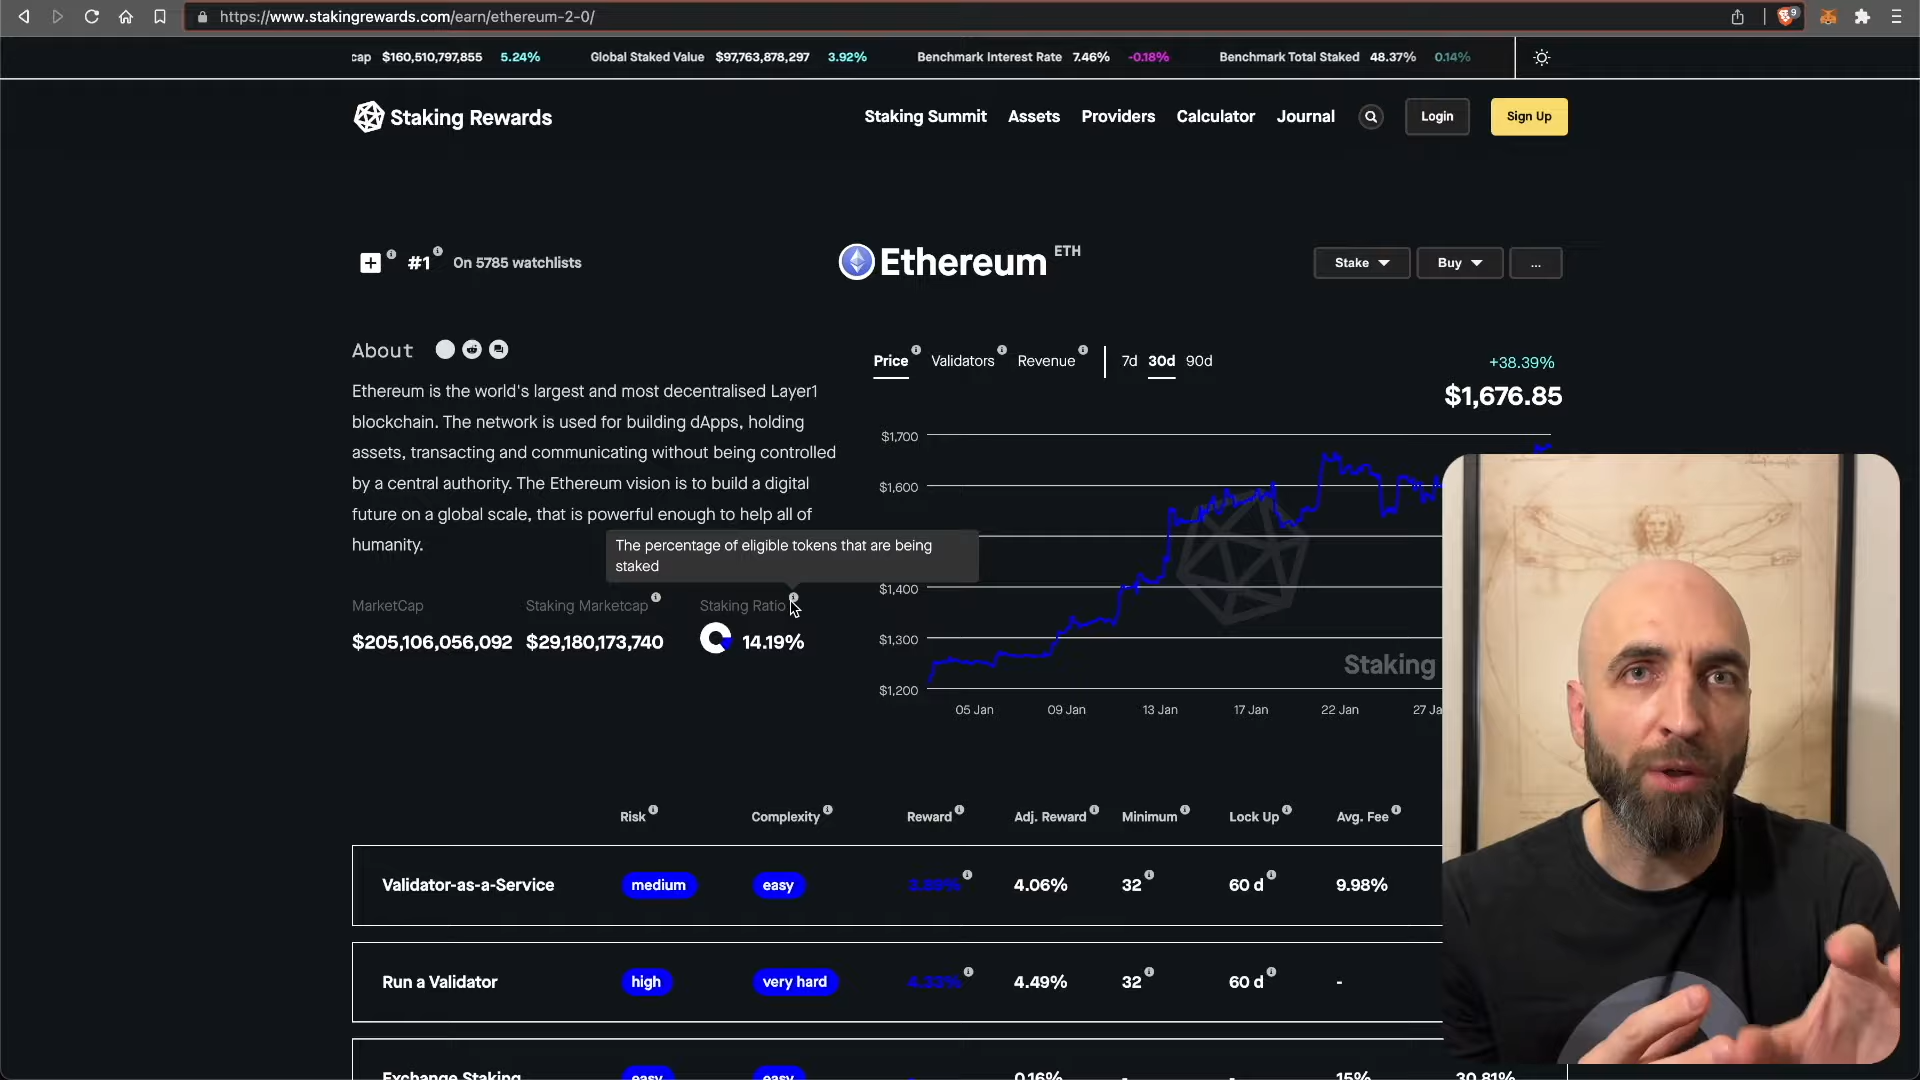 https://www.stakingrewards.com/earn/ethereum-2-0/
9
cap $160,510,797,855 5.24% Global Staked Value $97,763,878,297 3.92% Benchmark Interest Rate 7.46% -0.18% Benchmark Total Staked 48.37% 0.14%
Staking Rewards Staking Summit Assets Providers Calculator Journal Login Sign Up
#1 On 5785 watchlists Ethereum ETH Stake Buy ...
About
Ethereum is the world's largest and most decentralised Layer1
blockchain. The network is used for building dApps, holding
assets, transacting and communicating without being controlled
by a central authority. The Ethereum vision is to build a digital
future on a global scale, that is powerful enough to help all of
humanity.
The percentage of eligible tokens that are being
staked
MarketCap Staking Marketcap Staking Ratio
$205,106,056,092 $29,180,173,740 14.19%
Price Validators Revenue 7d 30d 90d
+38.39%
$1,676.85
$1,700
$1,600
$1,400
$1,300
$1,200
Staking
05 Jan 09 Jan 13 Jan 17 Jan 22 Jan
Risk Complexity Reward Adj. Reward Minimum Lock Up Avg. Fee
Validator-as-a-Service medium easy 4.06% 32 60 d 9.98%
Run a Validator high very hard 4.49% 32 60 d -
Exchange Staking easy easy - 0.16% - - 15% 30.81%